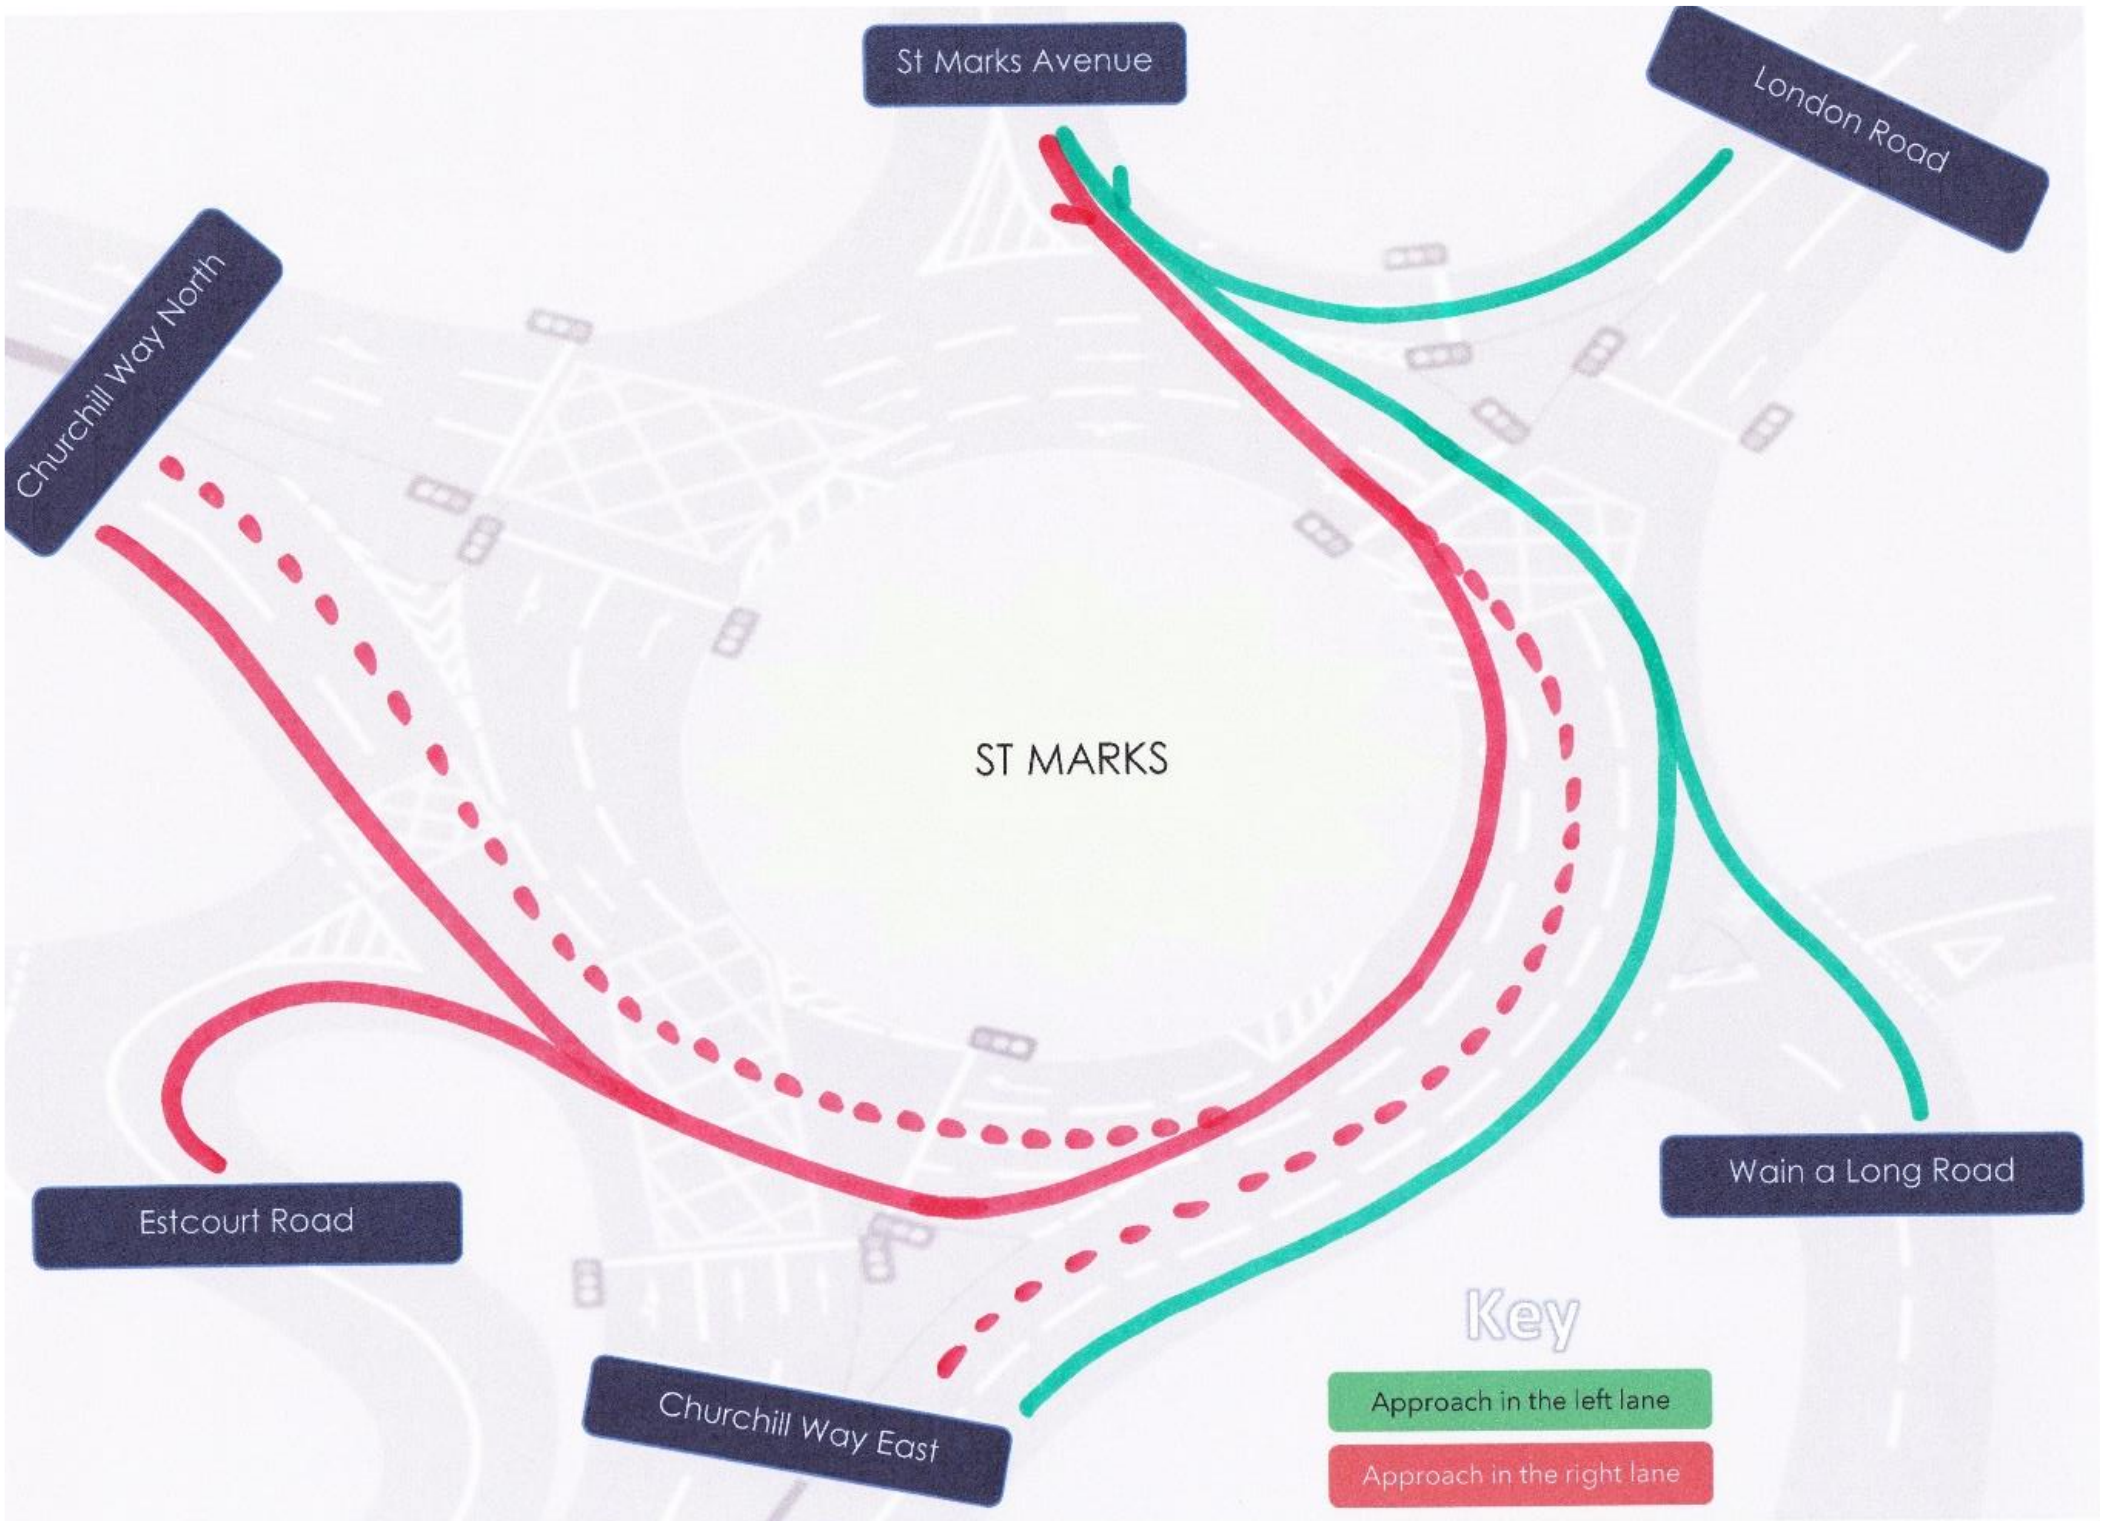 St Marks Avenue
London Road
Churchill Way North
ST MARKS
Estcourt Road
Wain a Long Road
Churchill Way East
Key
Approach in the left lane
Approach in the right lane